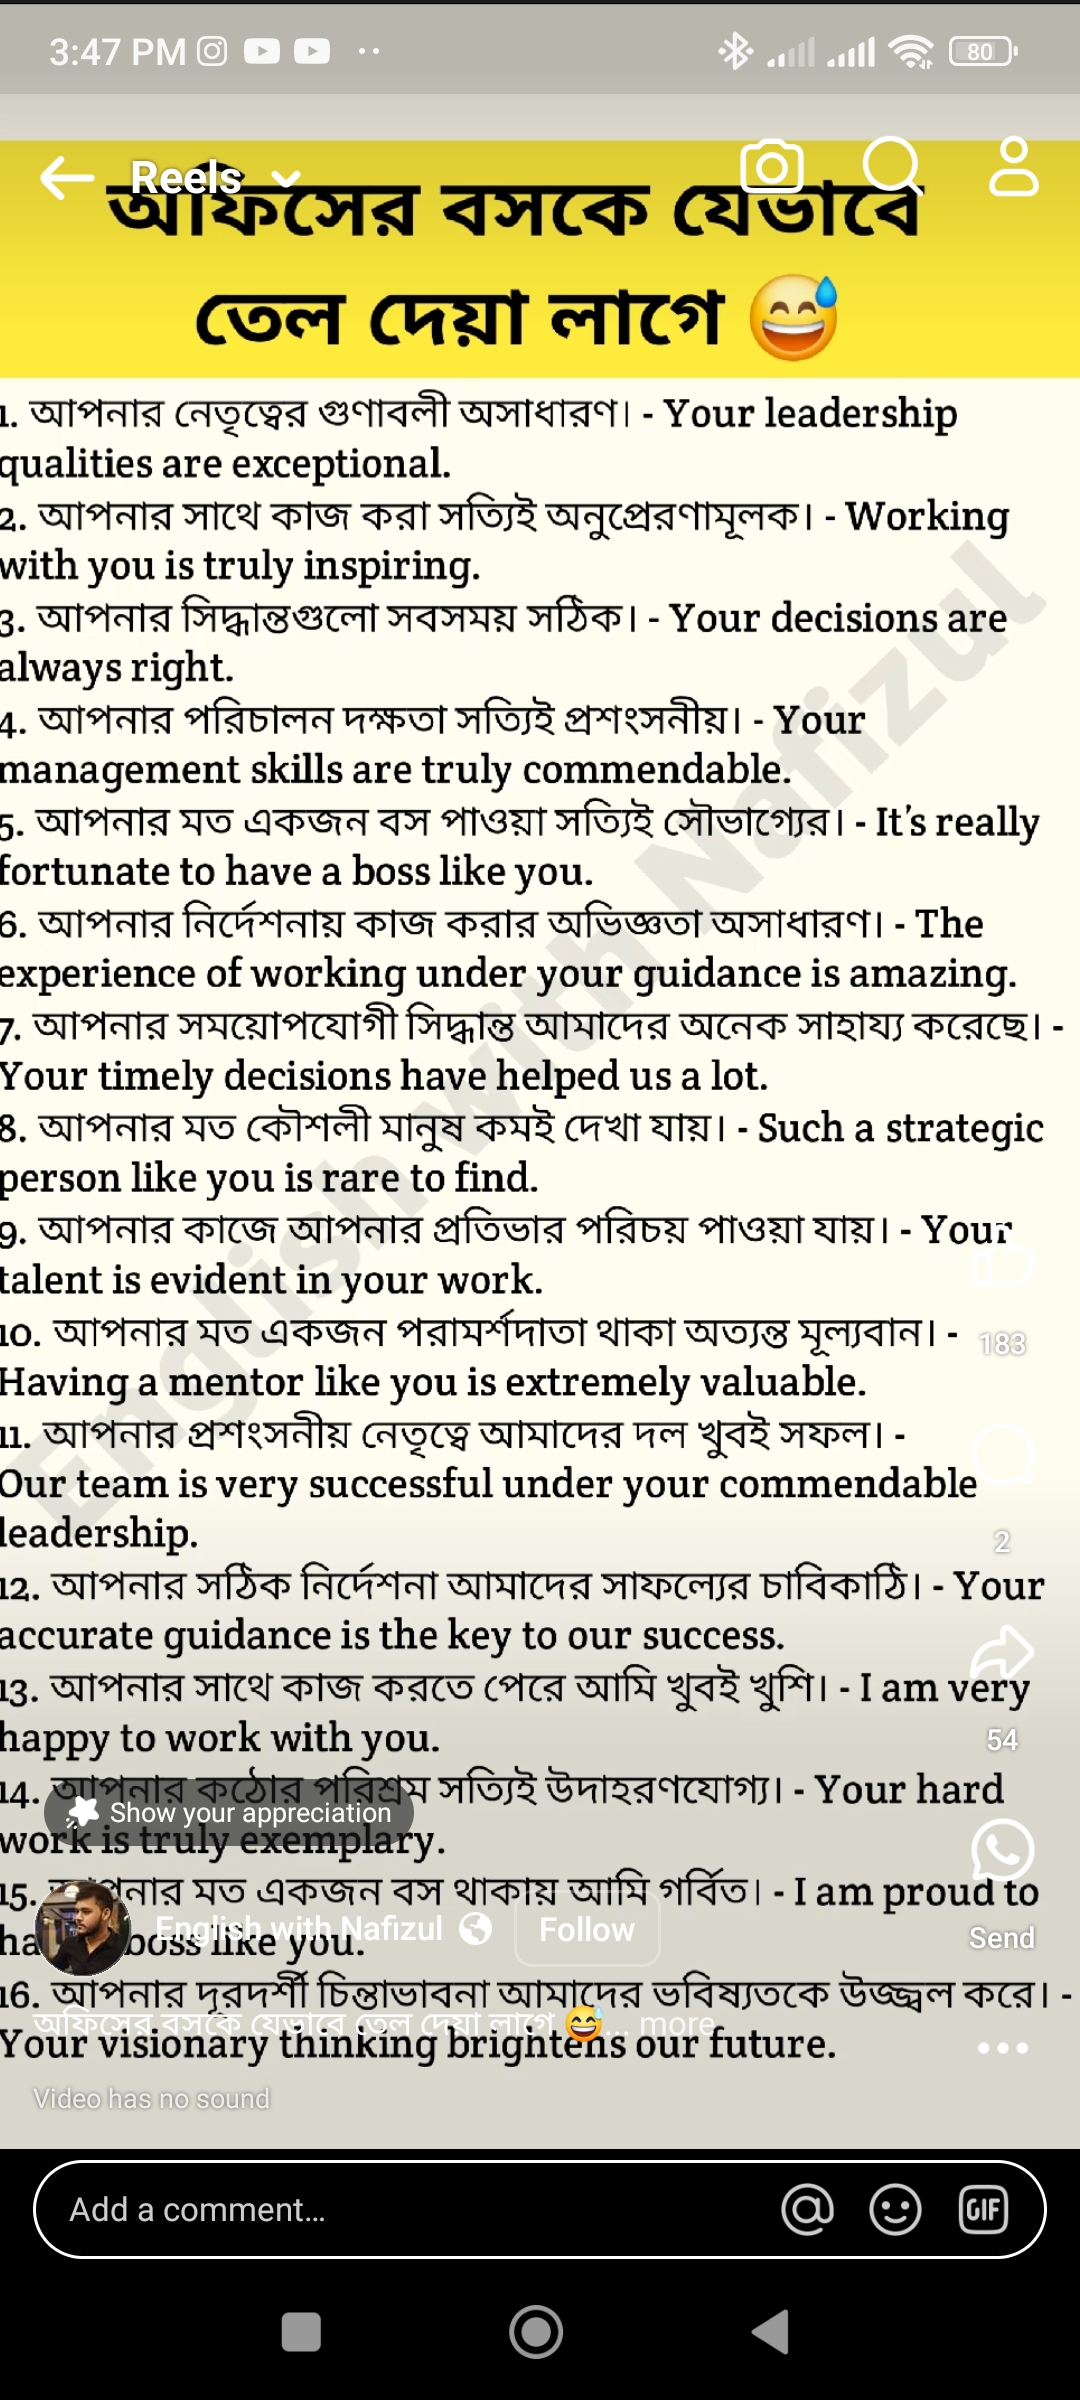 3:47 PM
80
Reels
অফিসের বসকে যেভাবে
তেল দেয়া লাগে 😅
1. আপনার নেতৃত্বের গুণাবলী অসাধারণ। - Your leadership
qualities are exceptional.
2. আপনার সাথে কাজ করা সত্যিই অনুপ্রেরণামূলক। - Working
with you is truly inspiring.
3. আপনার সিদ্ধান্তগুলো সবসময় সঠিক। - Your decisions are
always right.
4. আপনার পরিচালন দক্ষতা সত্যিই প্রশংসনীয়। - Your
management skills are truly commendable.
5. আপনার মত একজন বস পাওয়া সত্যিই সৌভাগ্যের। - It's really
fortunate to have a boss like you.
6. আপনার নির্দেশনায় কাজ করার অভিজ্ঞতা অসাধারণ। - The
experience of working under your guidance is amazing.
7. আপনার সময়োপযোগী সিদ্ধান্ত আমাদের অনেক সাহায্য করেছে। -
Your timely decisions have helped us a lot.
8. আপনার মত কৌশলী মানুষ কমই দেখা যায়। - Such a strategic
person like you is rare to find.
9. আপনার কাজে আপনার প্রতিভার পরিচয় পাওয়া যায়। - Your
talent is evident in your work.
10. আপনার মত একজন পরামর্শদাতা থাকা অত্যন্ত মূল্যবান। -
Having a mentor like you is extremely valuable.
11. আপনার প্রশংসনীয় নেতৃত্বে আমাদের দল খুবই সফল। -
Our team is very successful under your commendable
leadership.
12. আপনার সঠিক নির্দেশনা আমাদের সাফল্যের চাবিকাঠি। - Your
accurate guidance is the key to our success.
13. আপনার সাথে কাজ করতে পেরে আমি খুবই খুশি। - I am very
happy to work with you.
14. আপনার কঠোর পরিশ্রম সত্যিই উদাহরণযোগ্য। - Your hard
work is truly exemplary.
15. আপনার মত একজন বস থাকায় আমি গর্বিত। - I am proud to
boss like you.
16. আপনার দূরদর্শী চিন্তাভাবনা আমাদের ভবিষ্যতকে উজ্জ্বল করে। -
Your visionary thinking brightens our future.
English with Nafizul
183
2
54
Send
Show your appreciation
English with Nafizul
Follow
অফিসের বসকে যেভাবে তেল দেয়া লাগে 😅... more
Video has no sound
Add a comment...
GIF